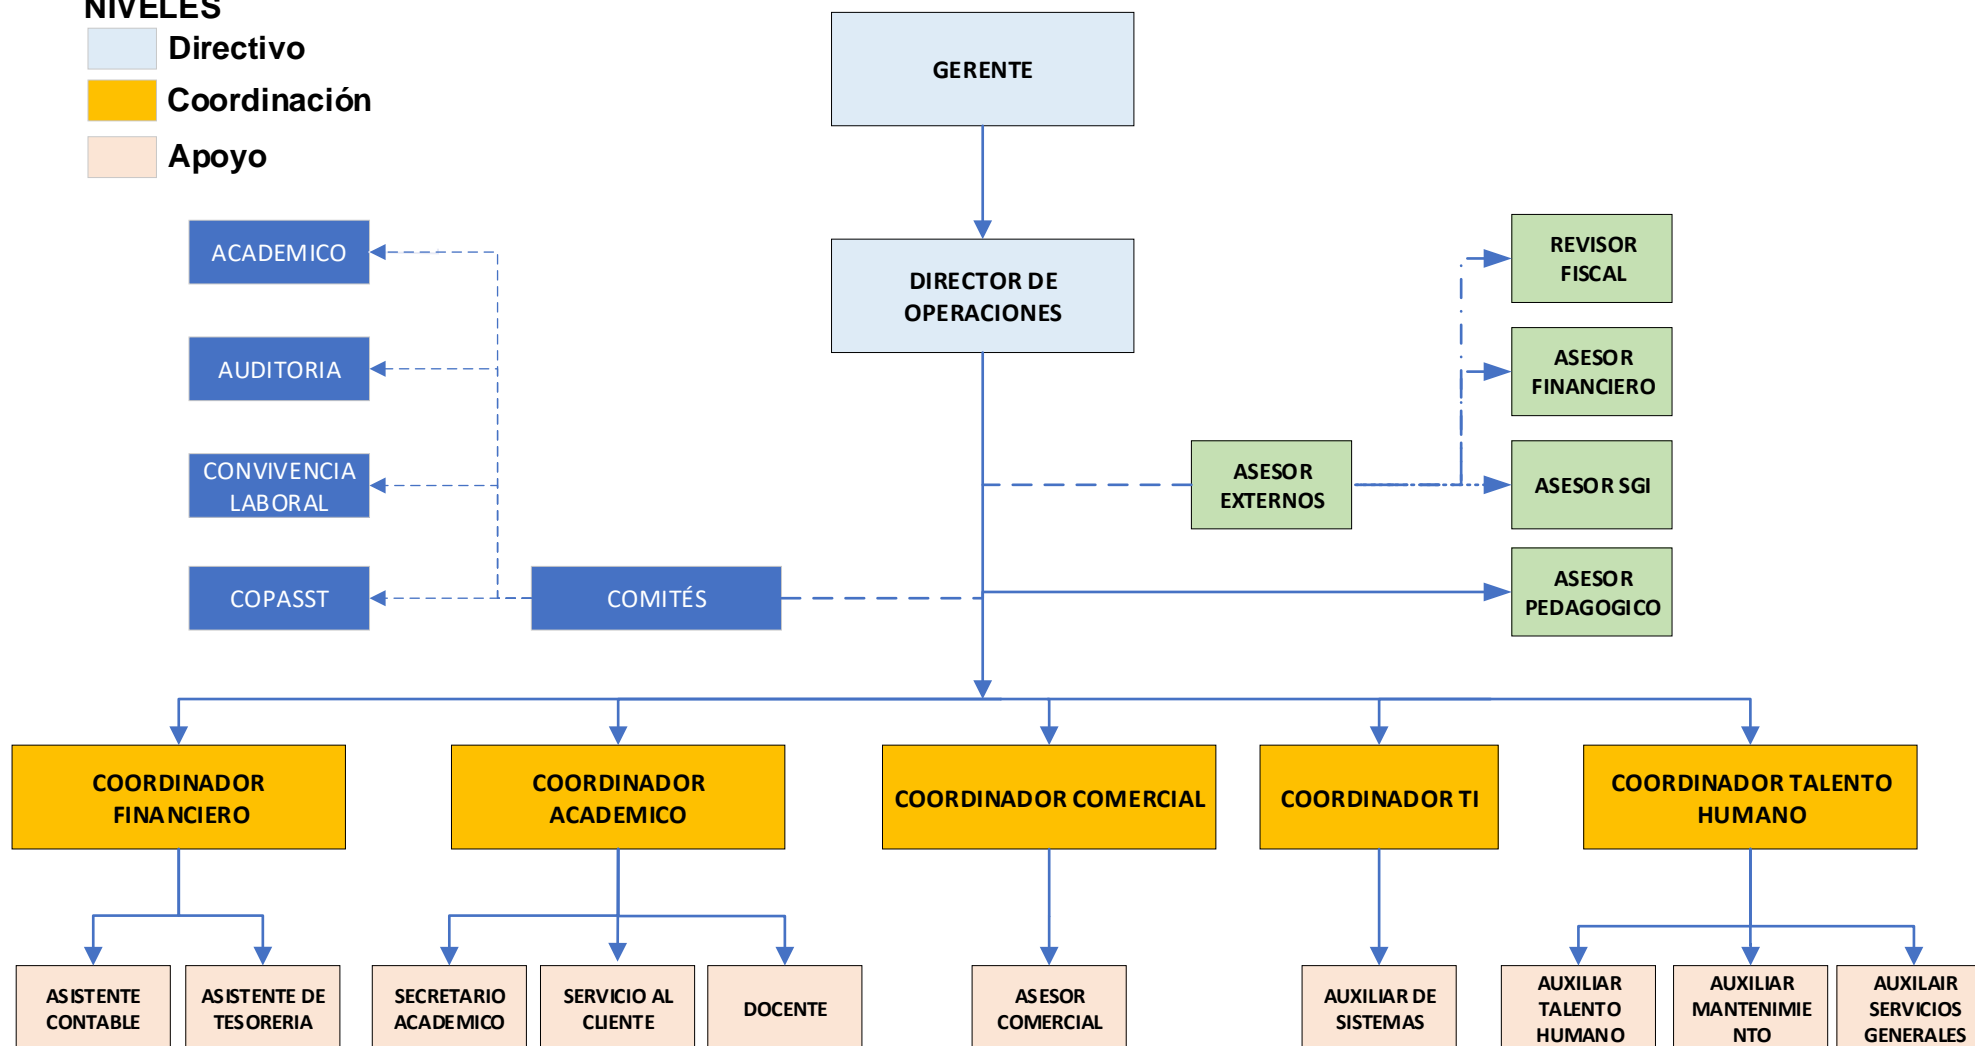 NIVELES
Directivo
Coordinación
Apoyo
GERENTE
DIRECTOR DE
OPERACIONES
ACADEMICO
AUDITORIA
CONVIVENCIA
LABORAL
COPASST
COMITÉS
ASESOR
EXTERNOS
REVISOR
FISCAL
ASESOR
FINANCIERO
ASESOR SGI
ASESOR
PEDAGOGICO
COORDINADOR
FINANCIERO
COORDINADOR
ACADEMICO
COORDINADOR COMERCIAL
COORDINADOR TI
COORDINADOR TALENTO
HUMANO
ASISTENTE
CONTABLE
ASISTENTE DE
TESORERIA
SECRETARIO
ACADEMICO
SERVICIO AL
CLIENTE
DOCENTE
ASESOR
COMERCIAL
AUXILIAR DE
SISTEMAS
AUXILIAR
TALENTO
HUMANO
AUXILIAR
MANTENIMIE
NTO
AUXILAIR
SERVICIOS
GENERALES